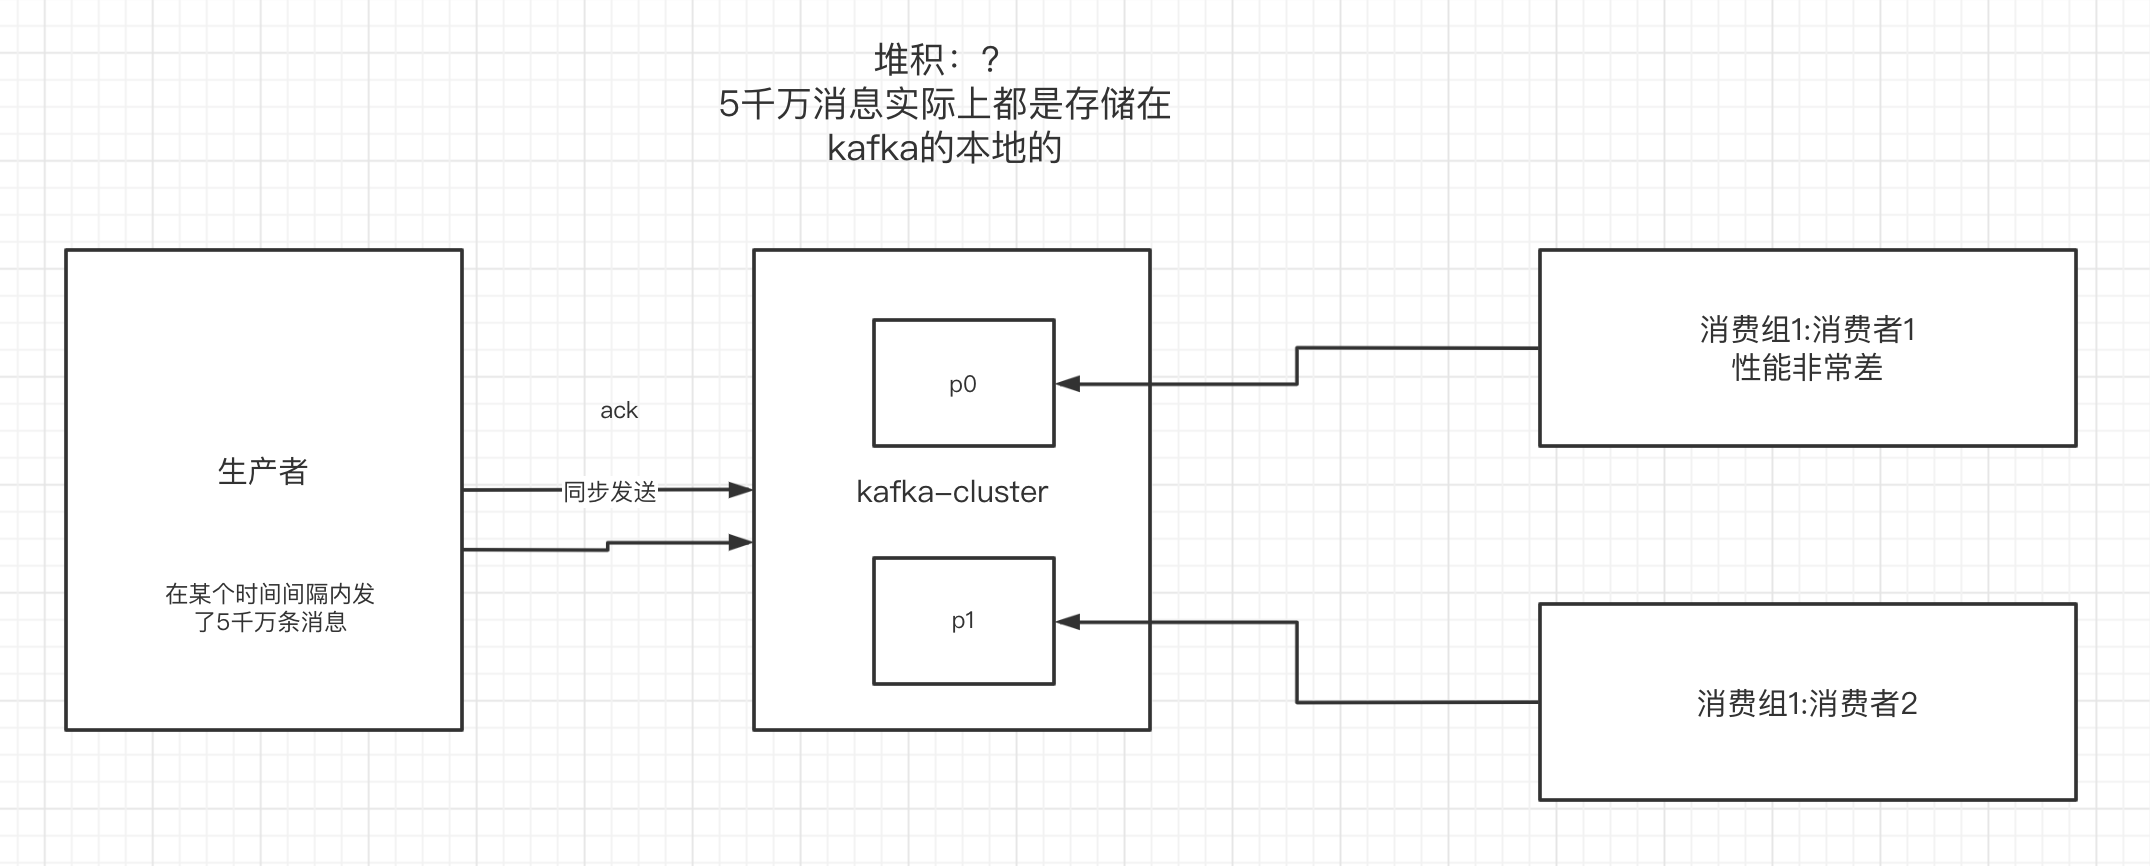 堆积：？
5千万消息实际上都是存储在
kafka的本地的
生产者
在某个时间间隔内发
了5千万条消息
ack
同步发送
p0
kafka-cluster
p1
消费组1:消费者1
性能非常差
消费组1:消费者2